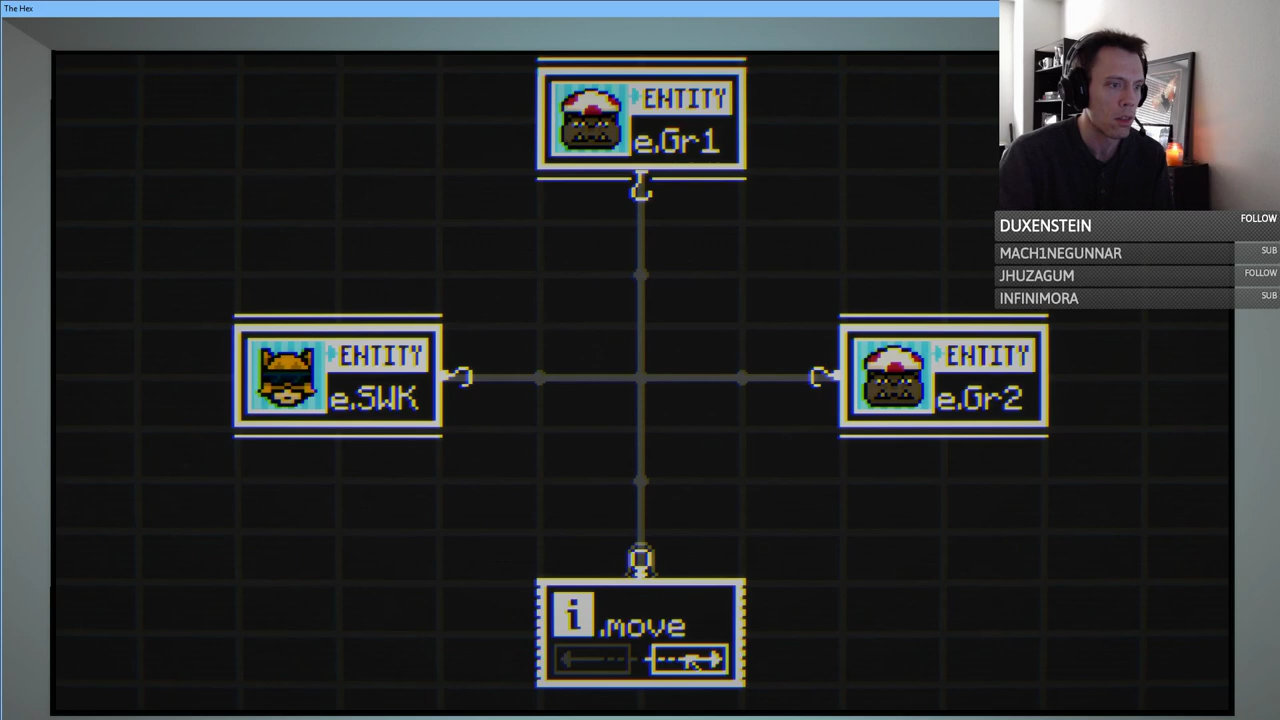 The Hex
ENTITY
e.Gr1
DUXENSTEIN FOLLOW
MACH1NEGUNNAR SUB
JHUZAGUM FOLLOW
INFINIMORA SUB
ENTITY
e.SWK
ENTITY
e.Gr2
i .move